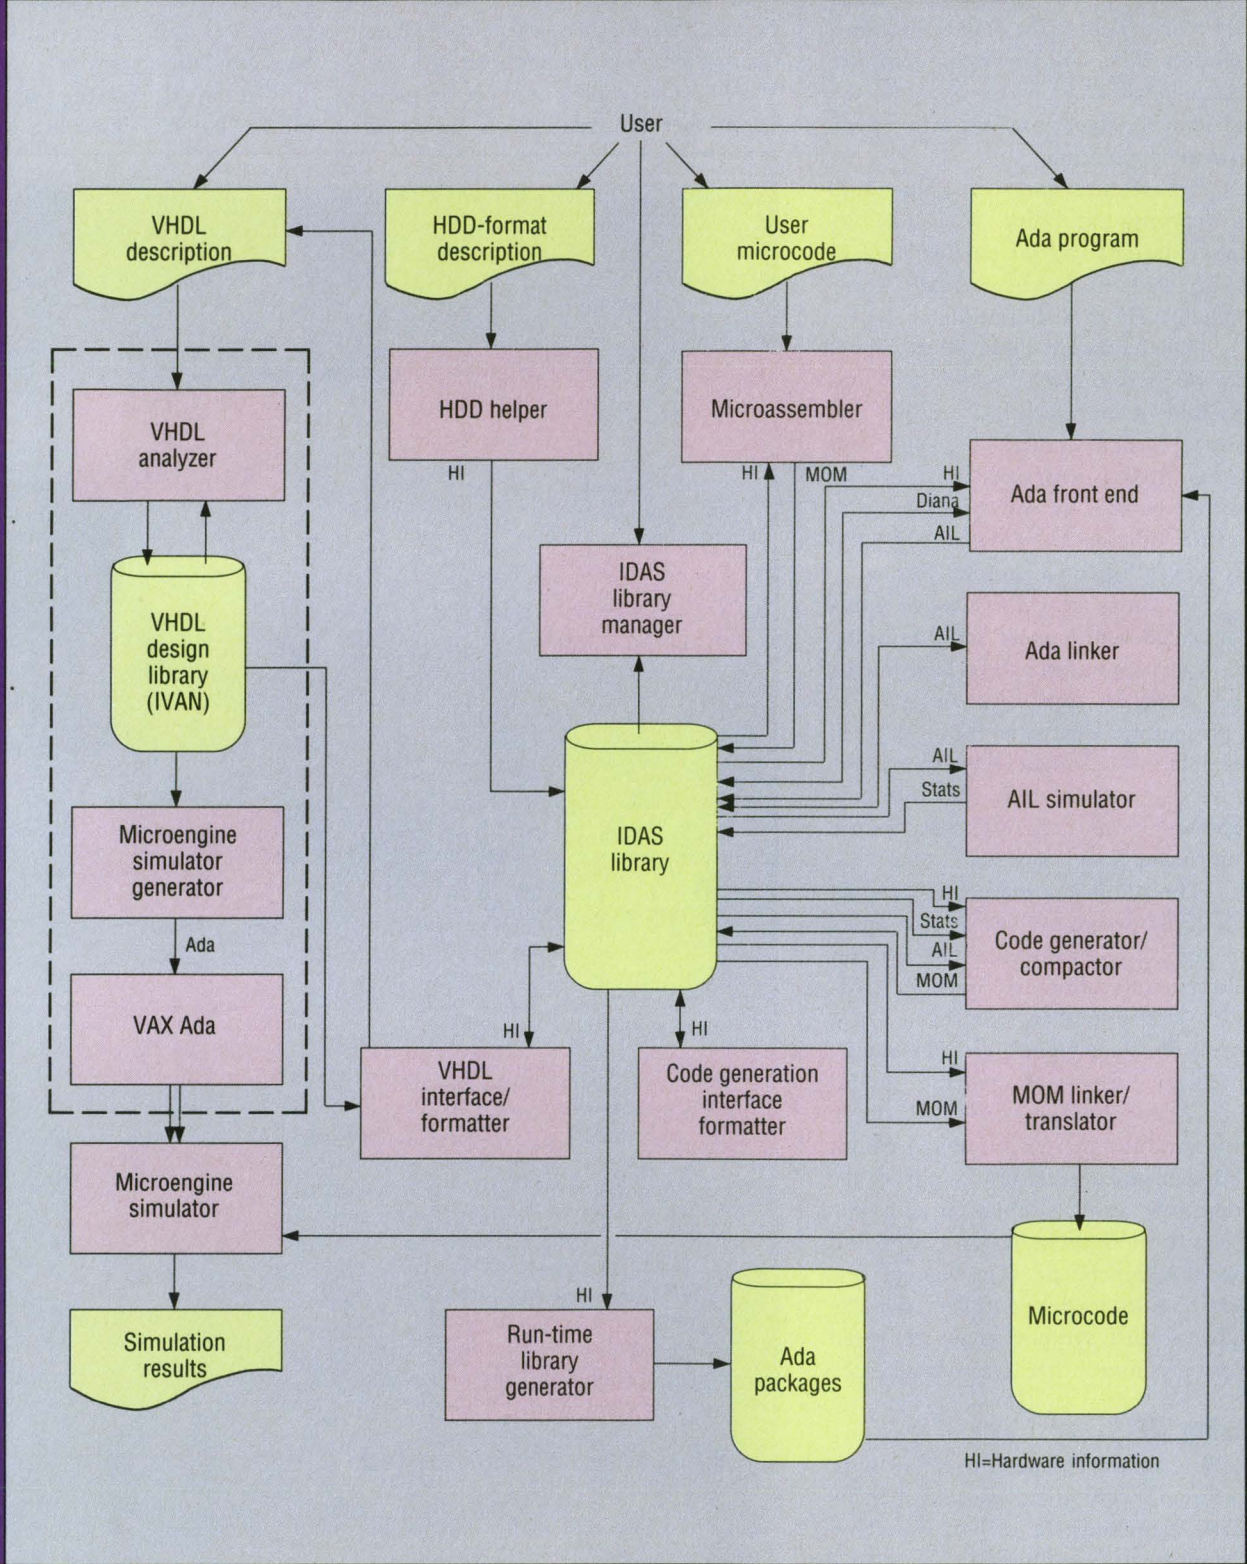 User
VHDL
description
HDD-format
description
User
microcode
Ada program
HDD helper
Microassembler
VHDL
analyzer
HI
HI
MOM
HI
Diana
AIL
Ada front end
IDAS
library
manager
VHDL
design
library
(IVAN)
AIL
Ada linker
AIL
Stats
AIL simulator
Microengine
simulator
generator
IDAS
library
HI
Stats
AIL
MOM
Code generator/
compactor
Ada
VAX Ada
HI
HI
VHDL
interface/
formatter
Code generation
interface
formatter
HI
MOM
MOM linker/
translator
Microengine
simulator
HI
Simulation
results
Run-time
library
generator
Ada
packages
Microcode
HI=Hardware information